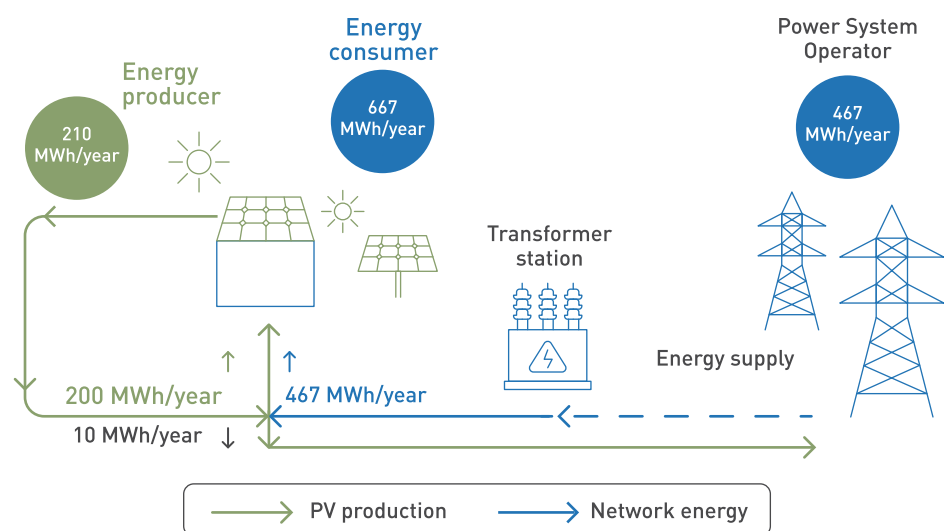 Energy
consumer
667
MWh/year
Power System
Operator
467
MWh/year
Energy
producer
210
MWh/year
Transformer
station
Energy supply
200 MWh/year
467 MWh/year
10 MWh/year
PV production
Network energy